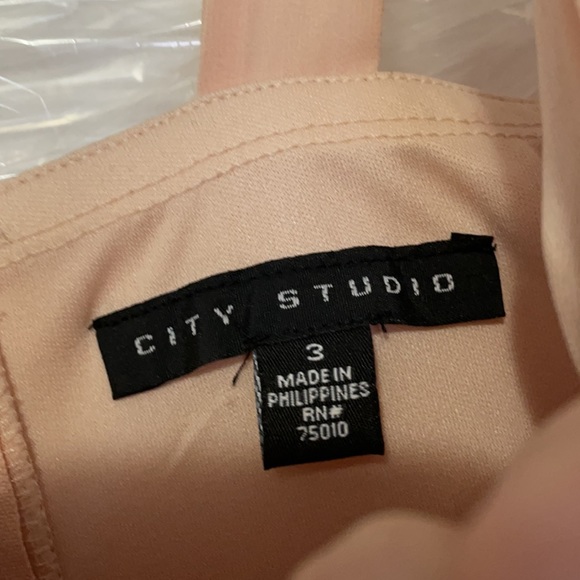 CITY STUDIO
3
MADE IN
PHILIPPINES
RN#
75010